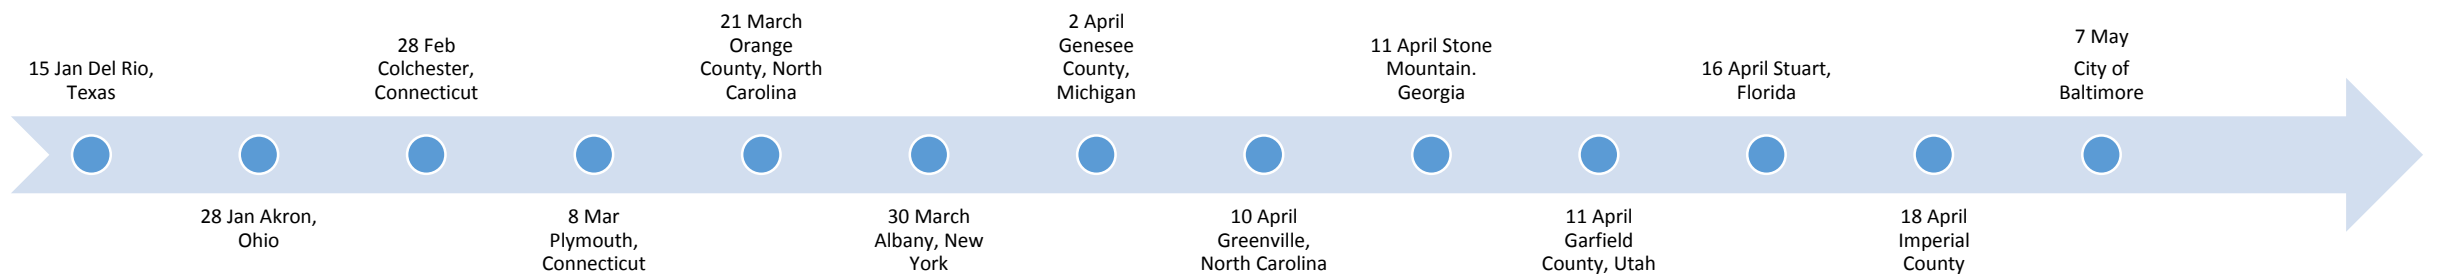 15 Jan Del Rio,
Texas
28 Jan Akron,
Ohio
28 Feb
Colchester,
Connecticut
8 Mar
Plymouth,
Connecticut
21 March
Orange
County, North
Carolina
30 March
Albany, New
York
2 April
Genesee
County,
Michigan
10 April
Greenville,
North Carolina
11 April Stone
Mountain.
Georgia
11 April
Garfield
County, Utah
16 April Stuart,
Florida
18 April
Imperial
County
7 May
City of
Baltimore